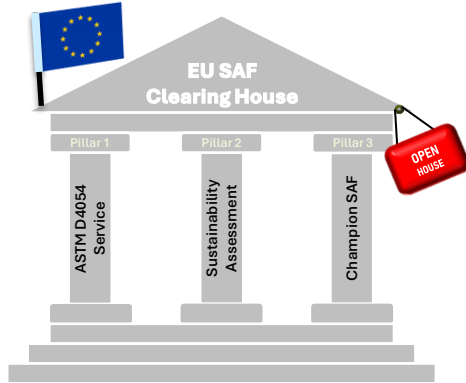 EU SAF
Clearing House
Pillar 1
Pillar 2
Pillar 3
OPEN
HOUSE
ASTM D4054
Service
Sustainability
Assessment
Champion SAF